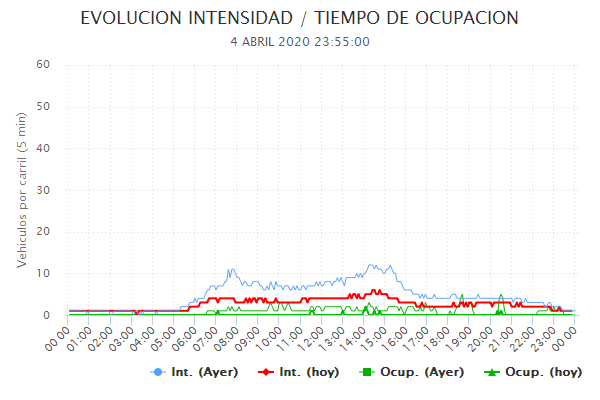 EVOLUCION INTENSIDAD / TIEMPO DE OCUPACION
4 ABRIL 2020 23:55:00
Vehiculos por carril (5 min)
60
50
40
30
20
10
0
00:00 01:00 02:00 03:00 04:00 05:00 06:00 07:00 08:00 09:00 10:00 11:00 12:00 13:00 14:00 15:00 16:00 17:00 18:00 19:00 20:00 21:00 22:00 23:00 00:00
Int. (Ayer) Int. (hoy) Ocup. (Ayer) Ocup. (hoy)